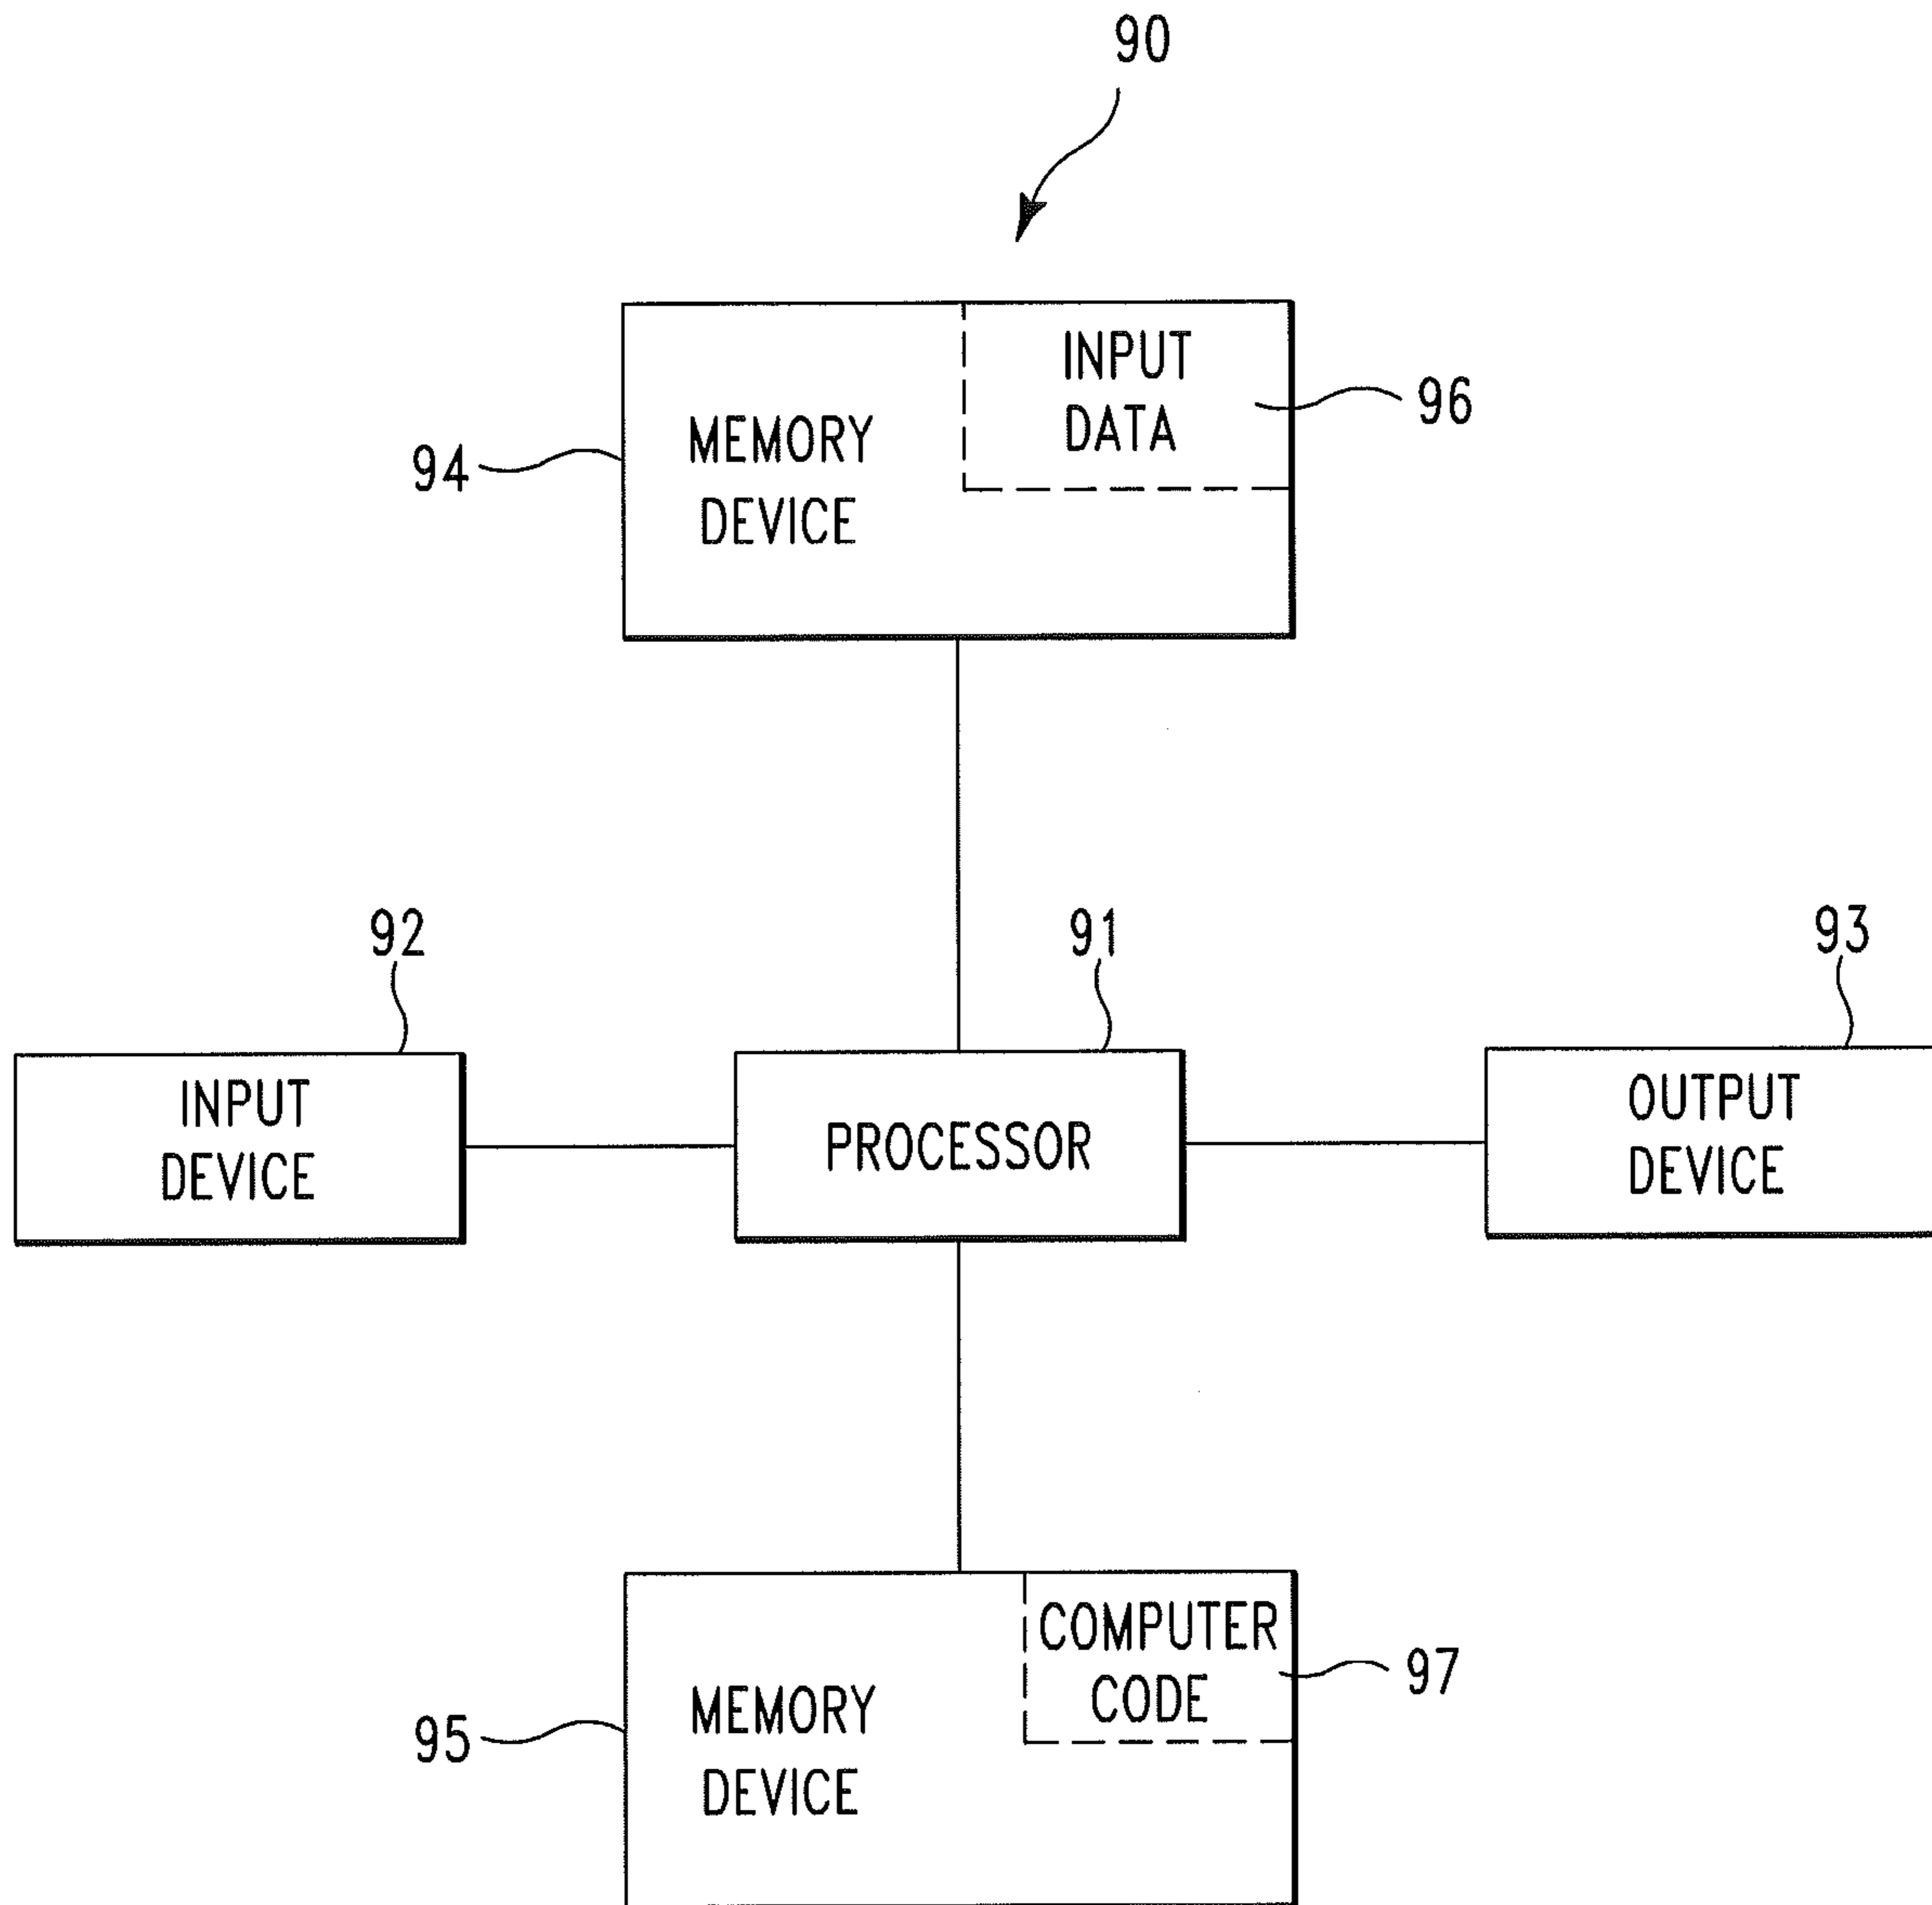 90
INPUT
DATA
96
MEMORY
DEVICE
94
92
91
93
INPUT
DEVICE
PROCESSOR
OUTPUT
DEVICE
COMPUTER
CODE
97
MEMORY
DEVICE
95